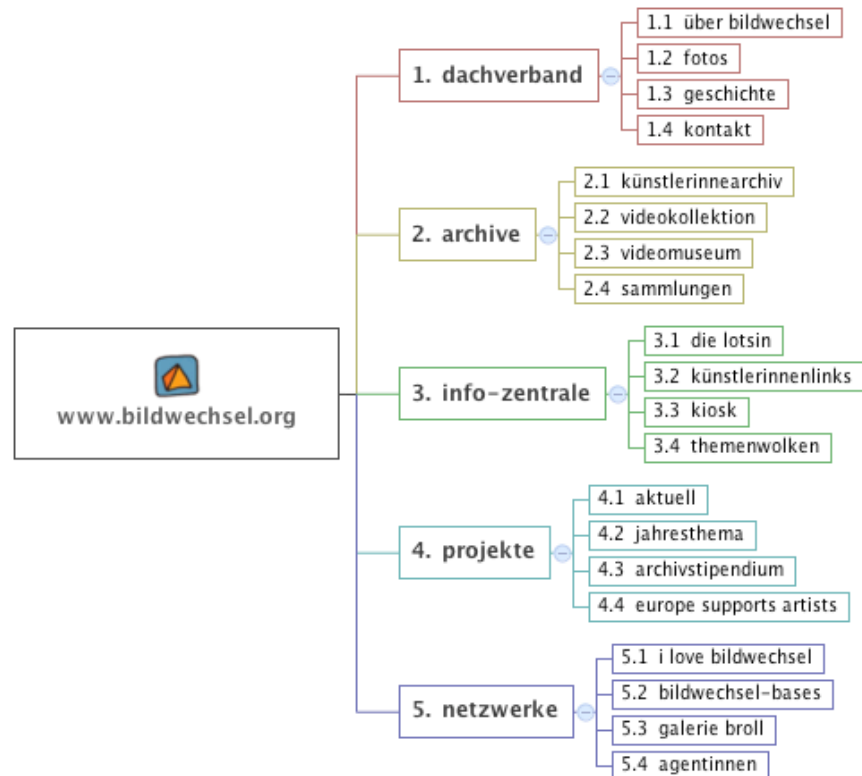 www.bildwechsel.org
1. dachverband
1.1 über bildwechsel
1.2 fotos
1.3 geschichte
1.4 kontakt
2. archive
2.1 künstlerinnearchiv
2.2 videokollektion
2.3 videomuseum
2.4 sammlungen
3. info-zentrale
3.1 die lotsin
3.2 künstlerinnenlinks
3.3 kiosk
3.4 themenwolken
4. projekte
4.1 aktuell
4.2 jahresthema
4.3 archivstipendium
4.4 europe supports artists
5. netzwerke
5.1 i love bildwechsel
5.2 bildwechsel-bases
5.3 galerie broll
5.4 agentinnen